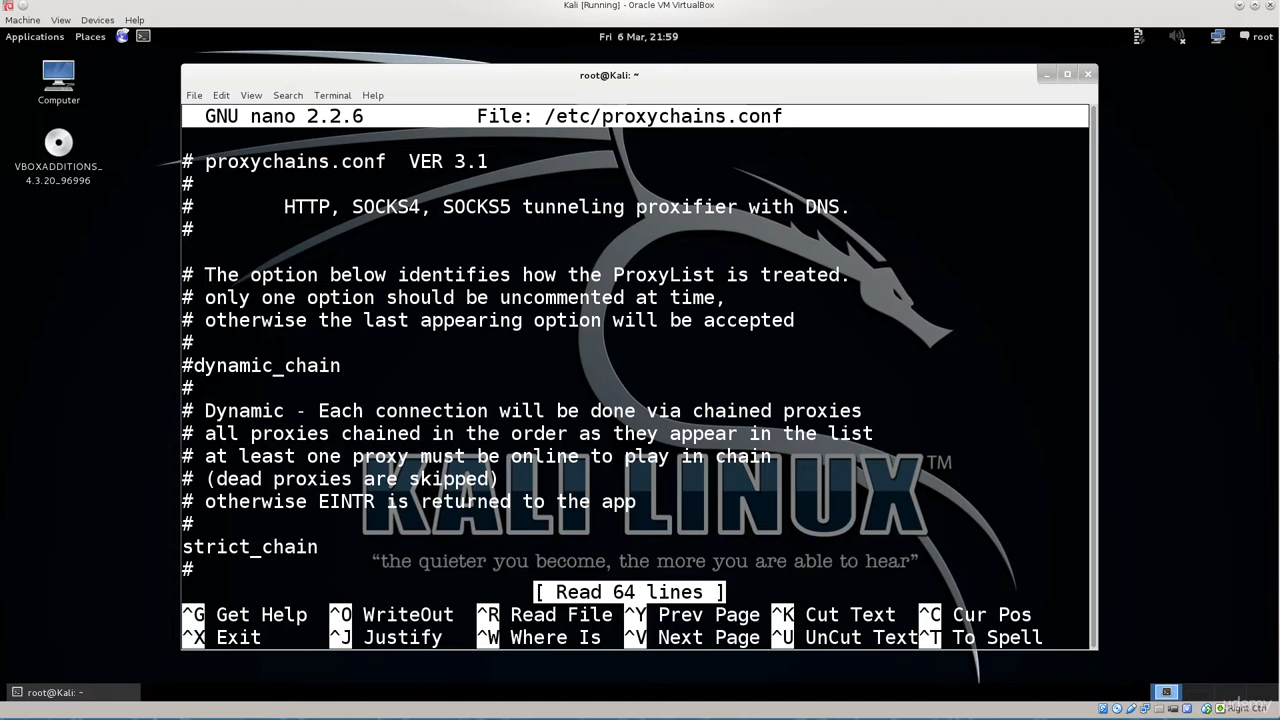 Kali [Running] - Oracle VM VirtualBox
Machine View Devices Help
Applications Places Fri 6 Mar, 21:59 root
Computer
VBOXADDITIONS_
4.3.20_96996
root@Kali: ~
File Edit View Search Terminal Help
GNU nano 2.2.6 File: /etc/proxychains.conf
# proxychains.conf VER 3.1
#
# HTTP, SOCKS4, SOCKS5 tunneling proxifier with DNS.
#
# The option below identifies how the ProxyList is treated.
# only one option should be uncommented at time,
# otherwise the last appearing option will be accepted
#
#dynamic_chain
#
# Dynamic - Each connection will be done via chained proxies
# all proxies chained in the order as they appear in the list
# at least one proxy must be online to play in chain
# (dead proxies are skipped)
# otherwise EINTR is returned to the app
#
strict_chain
#
KALI LINUX™
“the quieter you become, the more you are able to hear”
[ Read 64 lines ]
^G Get Help ^O WriteOut ^R Read File ^Y Prev Page ^K Cut Text ^C Cur Pos
^X Exit ^J Justify ^W Where Is ^V Next Page ^U UnCut Text ^T To Spell
root@Kali: ~
udemy
Right Ctrl